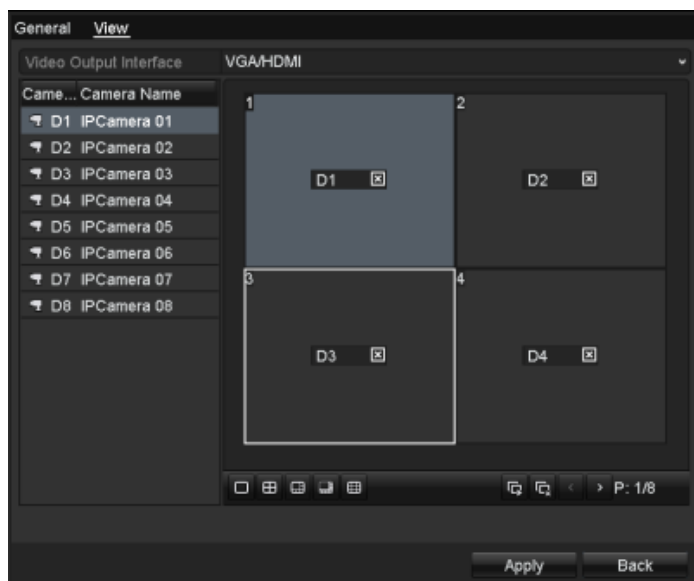 General View
Video Output Interface VGA/HDMI
Came... Camera Name
D1 IPCamera 01
D2 IPCamera 02
D3 IPCamera 03
D4 IPCamera 04
D5 IPCamera 05
D6 IPCamera 06
D7 IPCamera 07
D8 IPCamera 08
1 2
D1 D2
3 4
D3 D4
P: 1/8
Apply Back